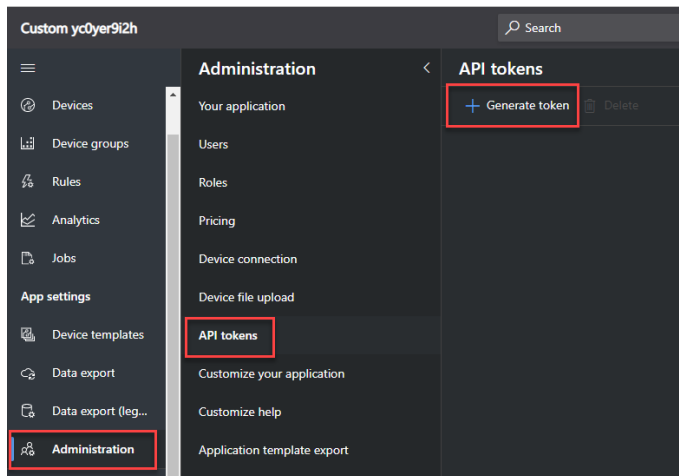 Custom yc0yer9i2h
Search
Devices
Device groups
Rules
Analytics
Jobs
App settings
Device templates
Data export
Data export (leg...
Administration
Administration
Your application
Users
Roles
Pricing
Device connection
Device file upload
API tokens
Customize your application
Customize help
Application template export
API tokens
Generate token
Delete